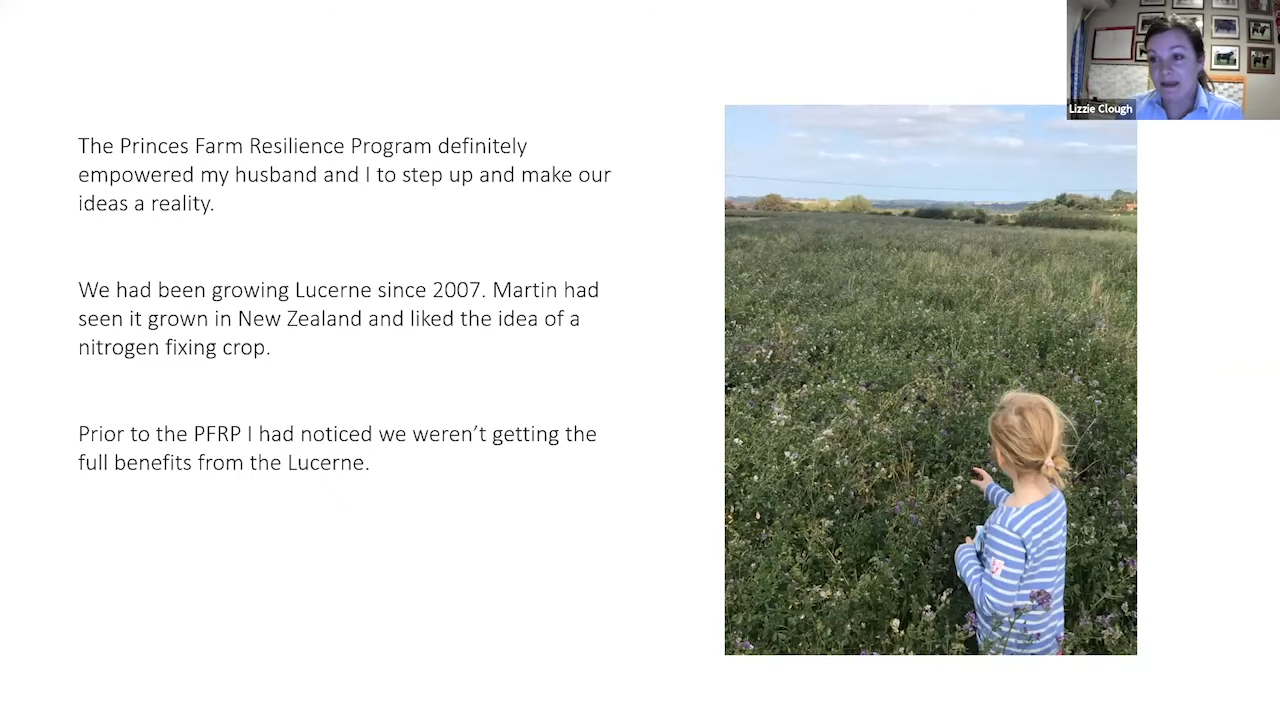 Lizzie Clough
The Princes Farm Resilience Program definitely
empowered my husband and I to step up and make our
ideas a reality.
We had been growing Lucerne since 2007. Martin had
seen it grown in New Zealand and liked the idea of a
nitrogen fixing crop.
Prior to the PFRP I had noticed we weren’t getting the
full benefits from the Lucerne.